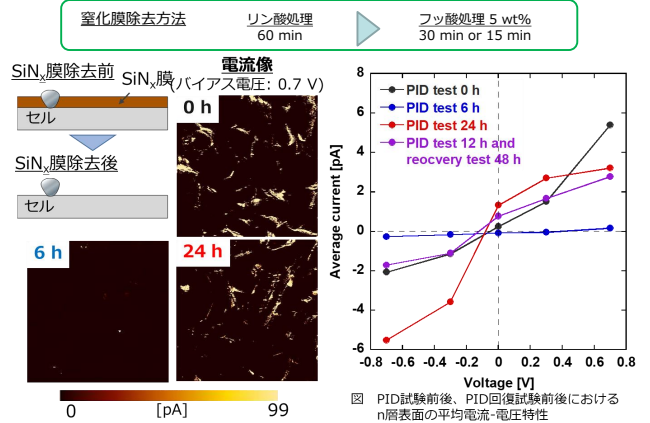 窒化膜除去方法
リン酸処理
60 min
フッ酸処理 5 wt%
30 min or 15 min
SiNx膜除去前
SiNx膜
セル
SiNx膜除去後
セル
電流像
(バイアス電圧: 0.7 V)
0 h
6 h
24 h
0
[pA]
99
PID test 0 h
PID test 6 h
PID test 24 h
PID test 12 h and
reocvery test 48 h
Average current [pA]
8
6
4
2
0
-2
-4
-6
-0.8 -0.6 -0.4 -0.2 0 0.2 0.4 0.6 0.8
Voltage [V]
図 PID試験前後、PID回復試験前後における
n層表面の平均電流-電圧特性